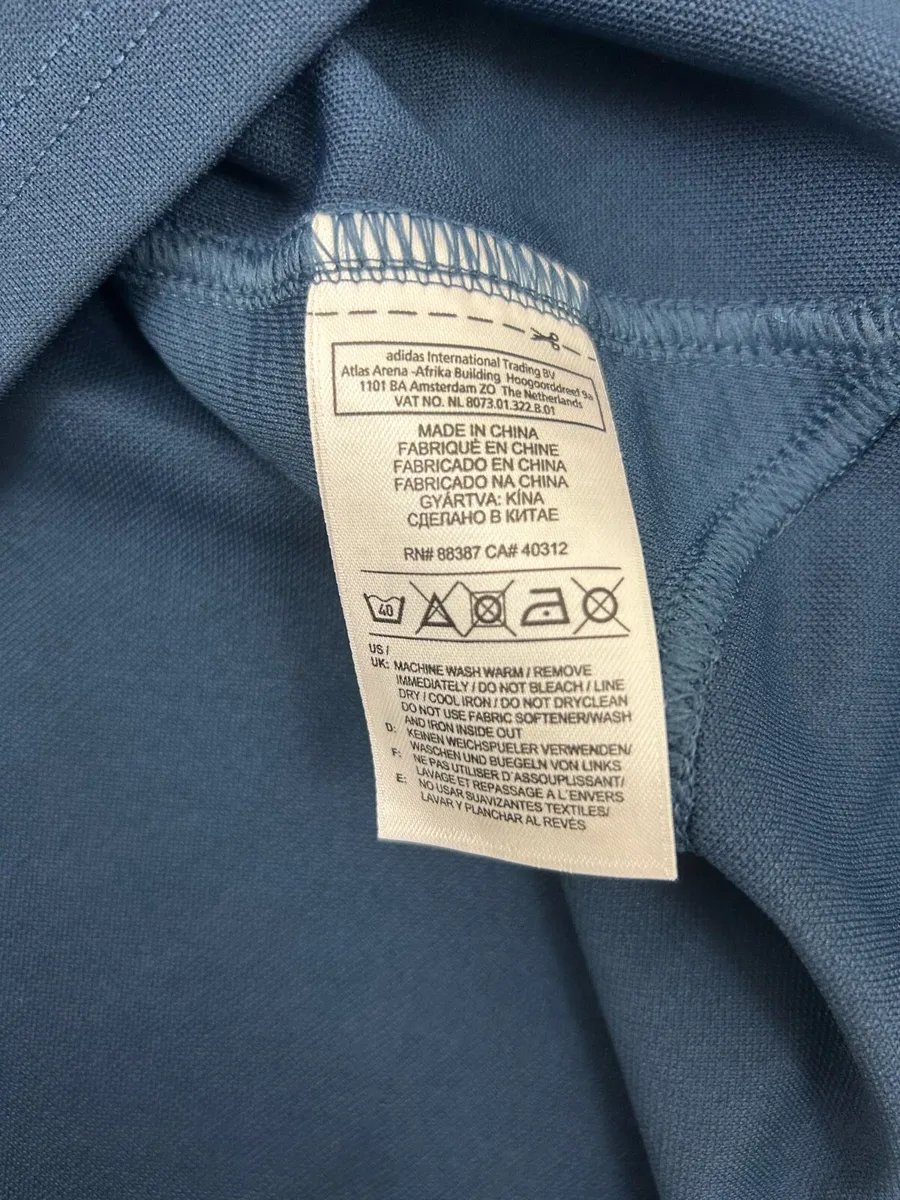 adidas International Trading BV
Atlas Arena -Afrika Building Hoogoorddreef 9a
1101 BA Amsterdam ZO The Netherlands
VAT NO. NL 8073.01.322.B.01
MADE IN CHINA
FABRIQUÉ EN CHINE
FABRICADO EN CHINA
FABRICADO NA CHINA
GYÁRTVA: KÍNA
СДЕЛАНО В КИТАЕ
RN# 88387 CA# 40312
40
US /
UK: MACHINE WASH WARM / REMOVE
IMMEDIATELY / DO NOT BLEACH / LINE
DRY / COOL IRON / DO NOT DRYCLEAN
DO NOT USE FABRIC SOFTENER/WASH
AND IRON INSIDE OUT
D: KEINEN WEICHSPUELER VERWENDEN/
WASCHEN UND BUEGELN VON LINKS
F: NE PAS UTILISER D'ASSOUPLISSANT/
LAVAGE ET REPASSAGE A L'ENVERS
E: NO USAR SUAVIZANTES TEXTILES/
LAVAR Y PLANCHAR AL REVÉS